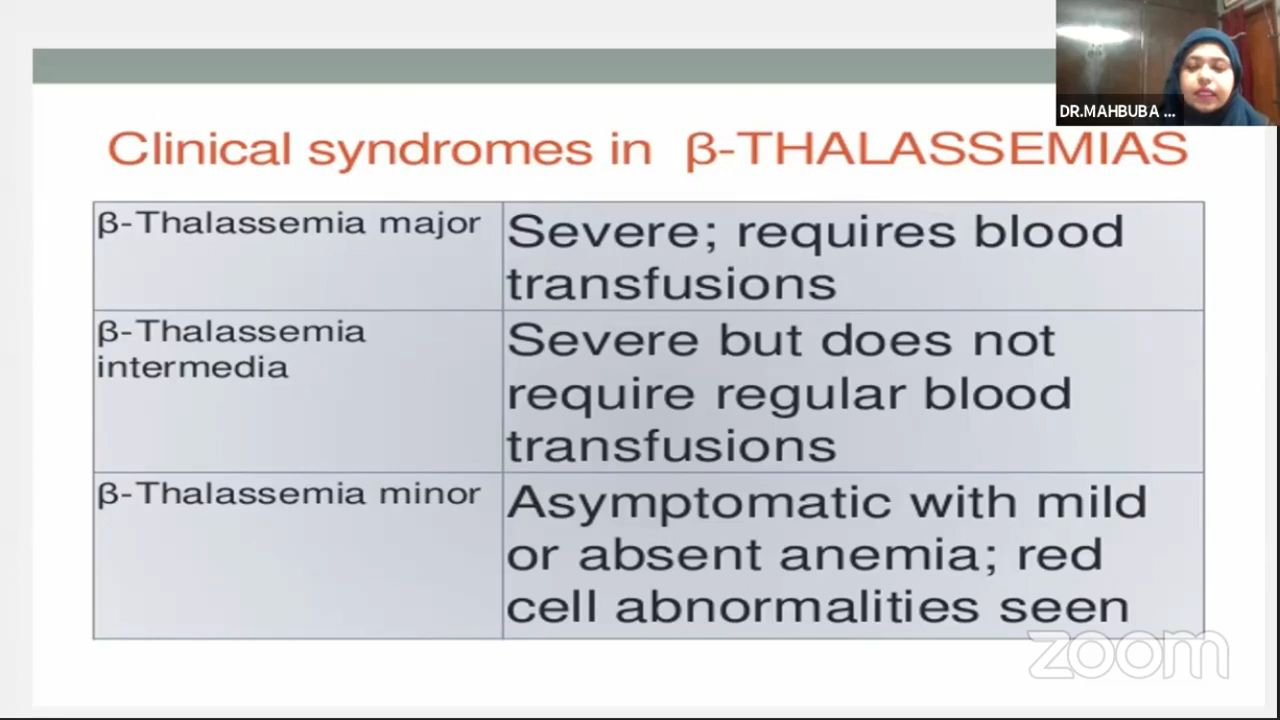 DR.MAHBUBA ...
Clinical syndromes in β-THALASSEMIAS
β-Thalassemia major
Severe; requires blood
transfusions
β-Thalassemia
intermedia
Severe but does not
require regular blood
transfusions
β-Thalassemia minor
Asymptomatic with mild
or absent anemia; red
cell abnormalities seen
zoom